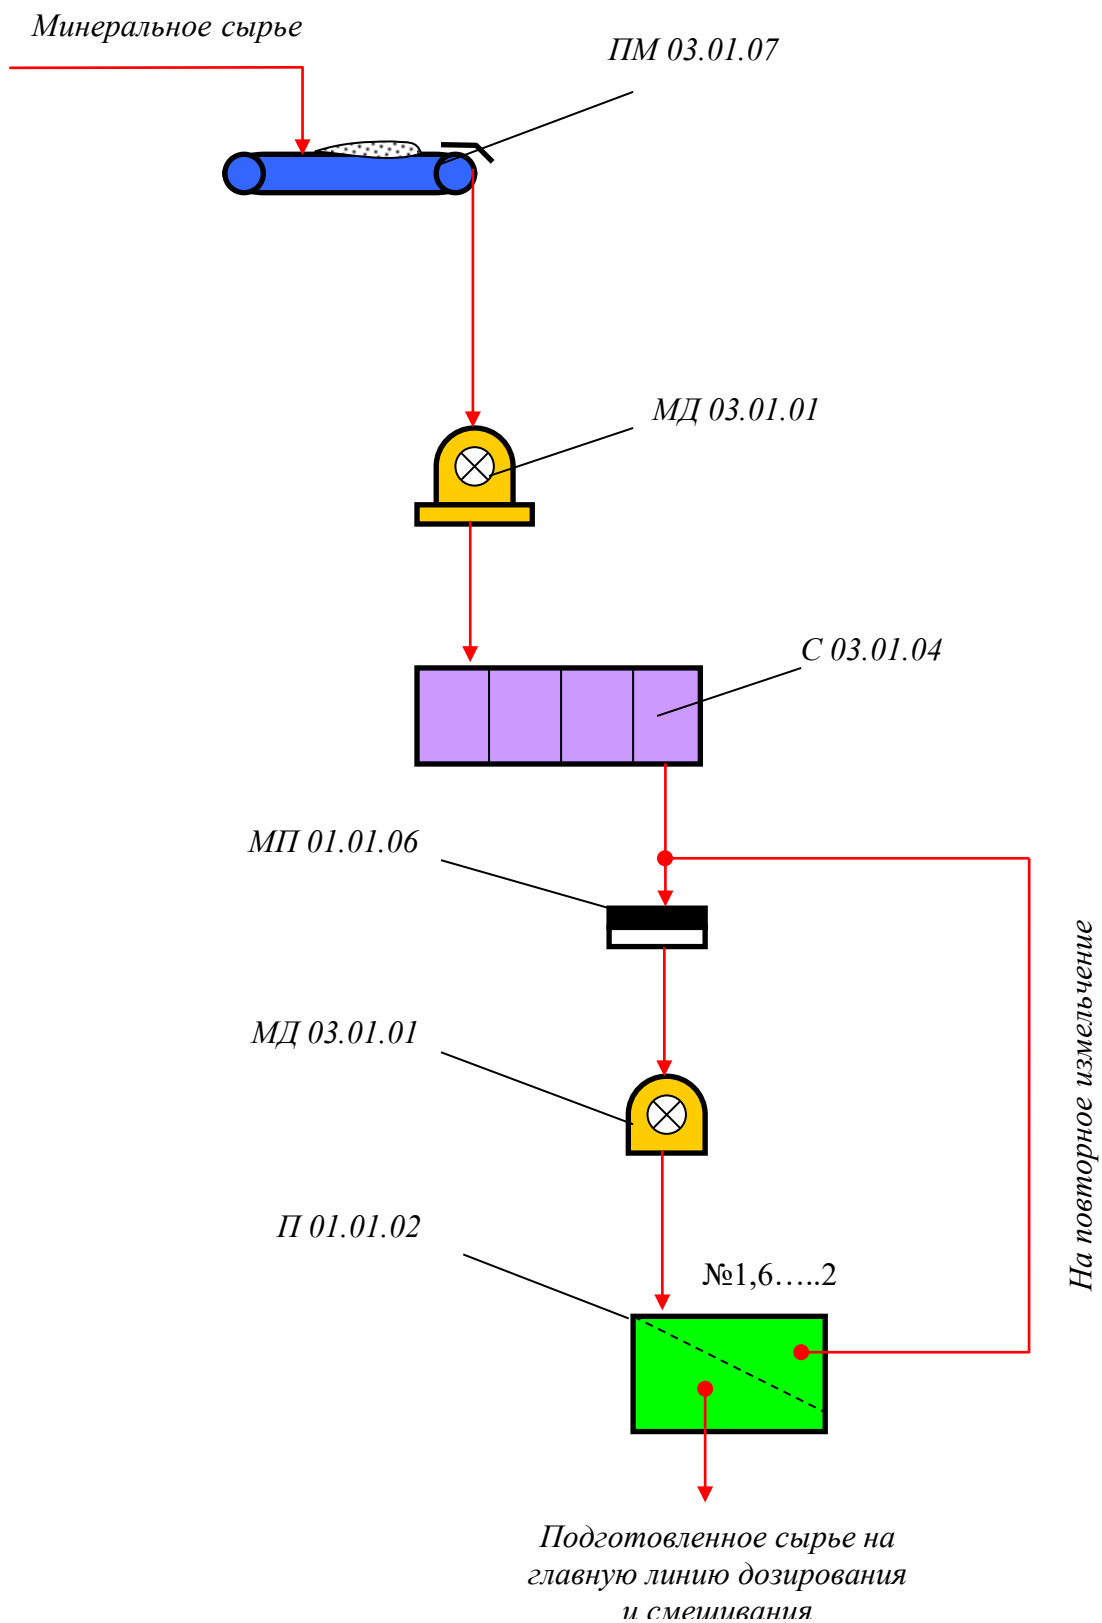 Минеральное сырье
ПМ 03.01.07
МД 03.01.01
С 03.01.04
МП 01.01.06
МД 03.01.01
П 01.01.02
№1,6…..2
На повторное измельчение
Подготовленное сырье на
главную линию дозирования
и смешивания